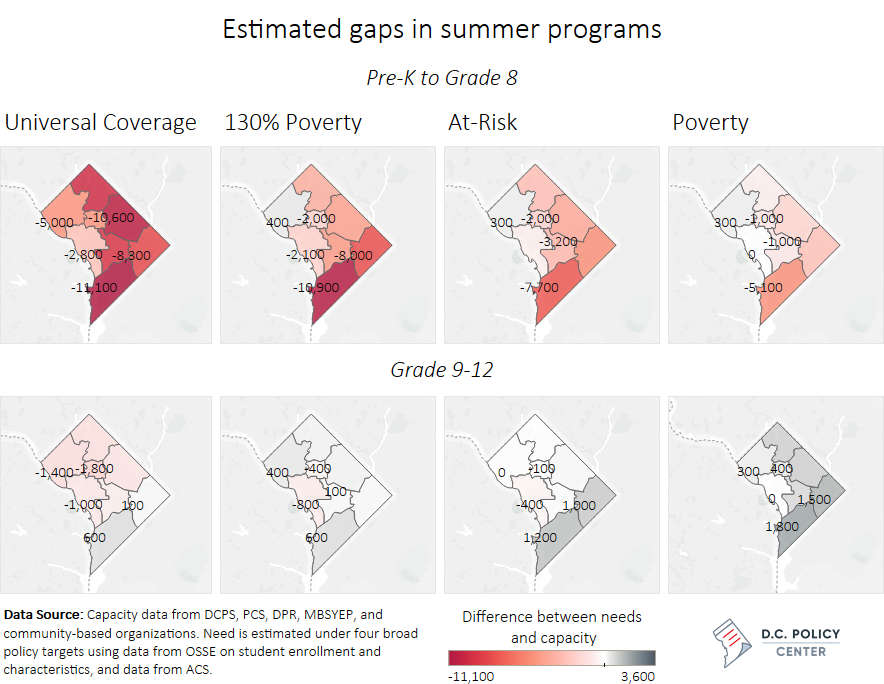 Estimated gaps in summer programs
Pre-K to Grade 8
Universal Coverage 130% Poverty At-Risk Poverty
-5,000 -10,600
-2,800 -8,300
-11,100
400 -2,000
-2,100 -8,000
-10,900
300 -2,000
-3,200
-7,700
300 -1,000
-1,000
0
-5,100
Grade 9-12
-1,400 -1,800
-1,000 100
600
400 -400
100
-800
600
0 -100
-400 1,000
1,200
300 400
0 1,500
1,800
Data Source: Capacity data from DCPS, PCS, DPR, MBSYEP, and
community-based organizations. Need is estimated under four broad
policy targets using data from OSSE on student enrollment and
characteristics, and data from ACS.
Difference between needs
and capacity
-11,100 3,600
D.C. POLICY
CENTER